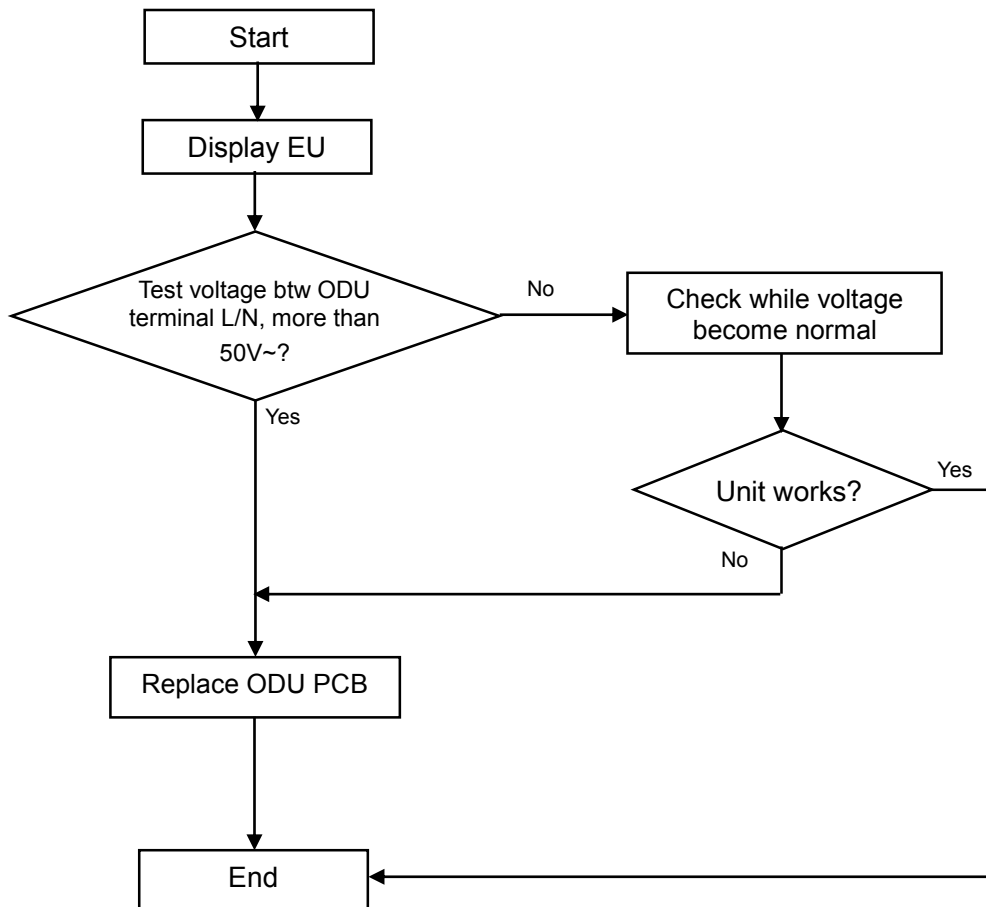 Start
Display EU
Test voltage btw ODU
terminal L/N, more than
50V~?
No
Check while voltage
become normal
Yes
Unit works?
Yes
No
Replace ODU PCB
End